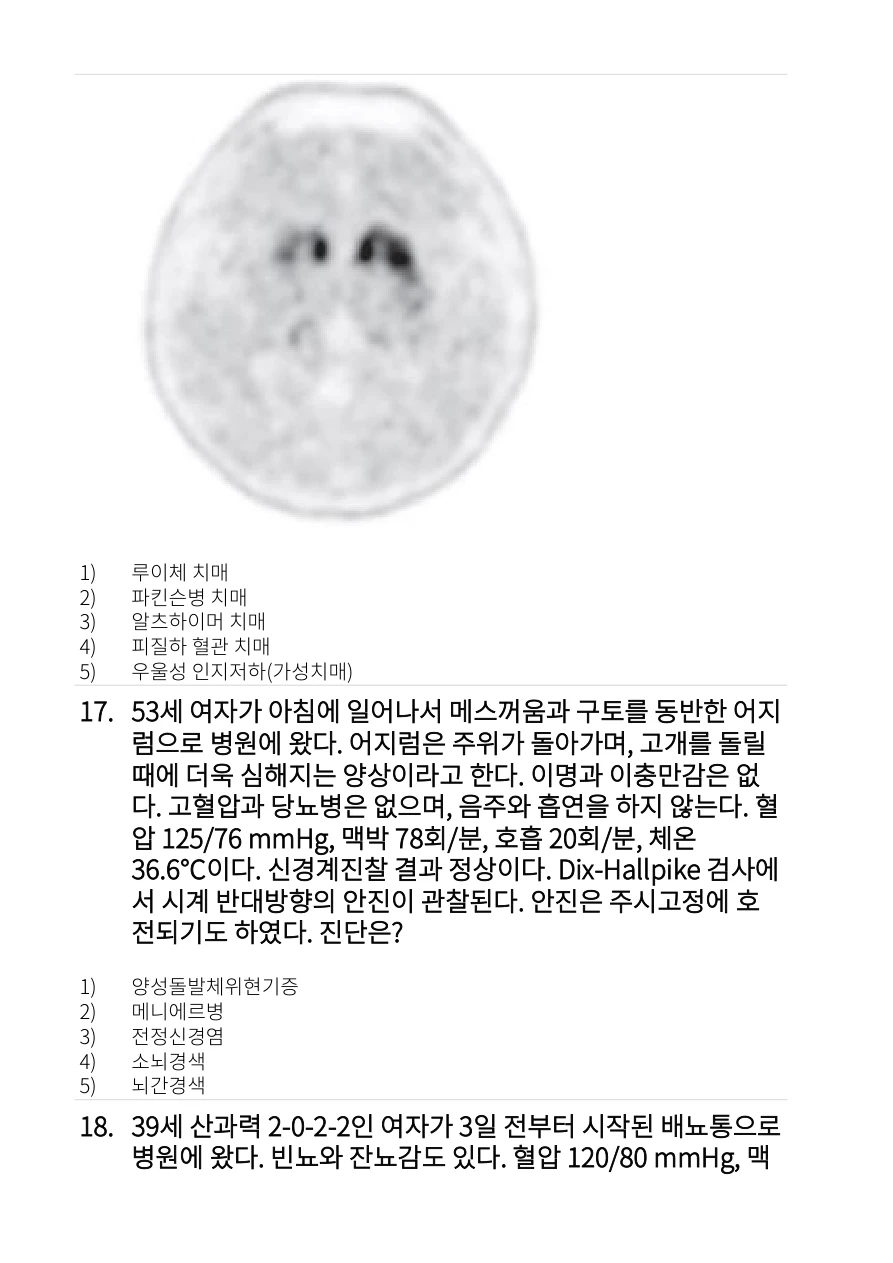 1) 루이체 치매
2) 파킨슨병 치매
3) 알츠하이머 치매
4) 피질하 혈관 치매
5) 우울성 인지저하(가성치매)
17. 53세 여자가 아침에 일어나서 메스꺼움과 구토를 동반한 어지
럼으로 병원에 왔다. 어지럼은 주위가 돌아가며, 고개를 돌릴
때에 더욱 심해지는 양상이라고 한다. 이명과 이충만감은 없
다. 고혈압과 당뇨병은 없으며, 음주와 흡연을 하지 않는다. 혈
압 125/76 mmHg, 맥박 78회/분, 호흡 20회/분, 체온
36.6°C이다. 신경계진찰 결과 정상이다. Dix-Hallpike 검사에
서 시계 반대방향의 안진이 관찰된다. 안진은 주시고정에 호
전되기도 하였다. 진단은?
1) 양성돌발체위현기증
2) 메니에르병
3) 전정신경염
4) 소뇌경색
5) 뇌간경색
18. 39세 산과력 2-0-2-2인 여자가 3일 전부터 시작된 배뇨통으로
병원에 왔다. 빈뇨와 잔뇨감도 있다. 혈압 120/80 mmHg, 맥